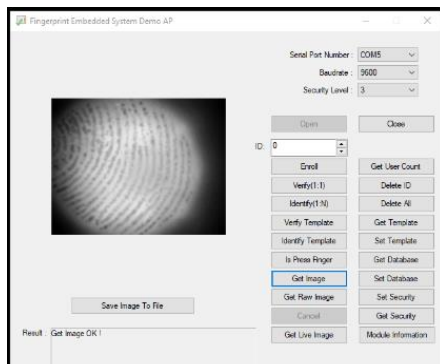 Fingerprint Embedded System Demo AP
Serial Port Number : COM5
Baudrate : 9600
Security Level : 3
Open Close
ID: 0
Enroll Get User Count
Verify(1:1) Delete ID
Identify(1:N) Delete All
Verify Template Get Template
Identify Template Set Template
Is Press Finger Get Database
Get Image Set Database
Get Raw Image Set Security
Cancel Get Security
Get Live Image Module Information
Save Image To File
Result : Get Image OK !